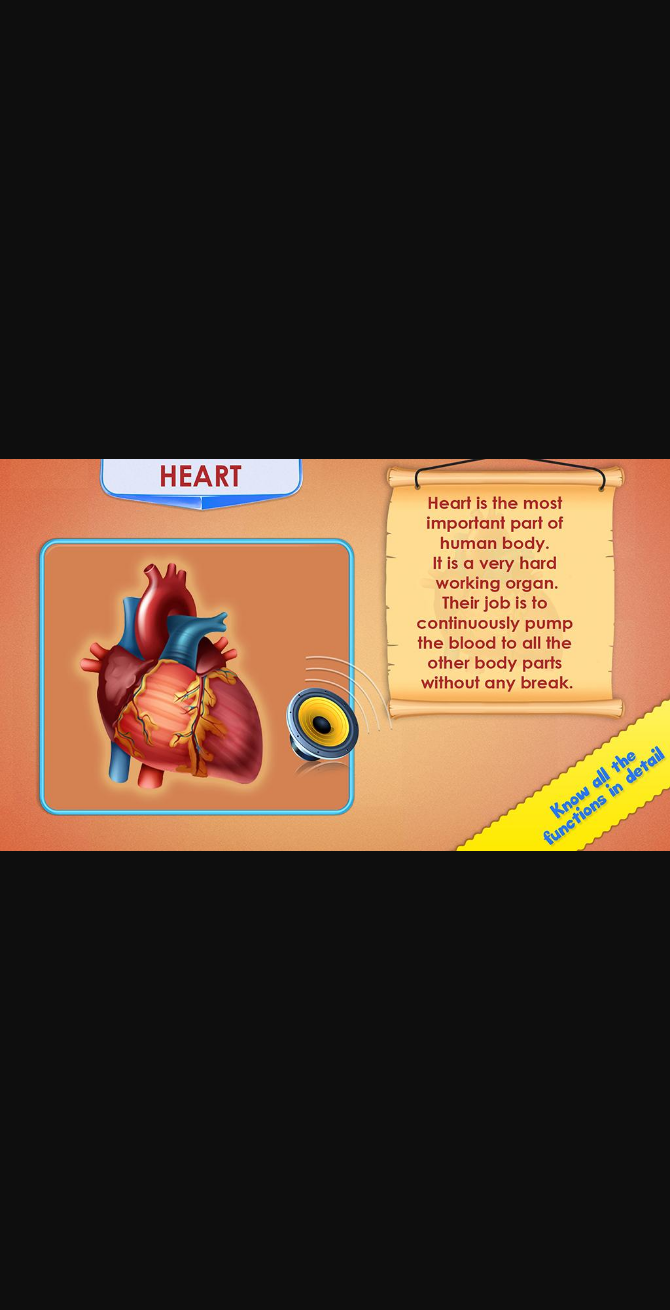 HEART
Heart is the most
important part of
human body.
It is a very hard
working organ.
Their job is to
continuously pump
the blood to all the
other body parts
without any break.
Know all the
functions in detail